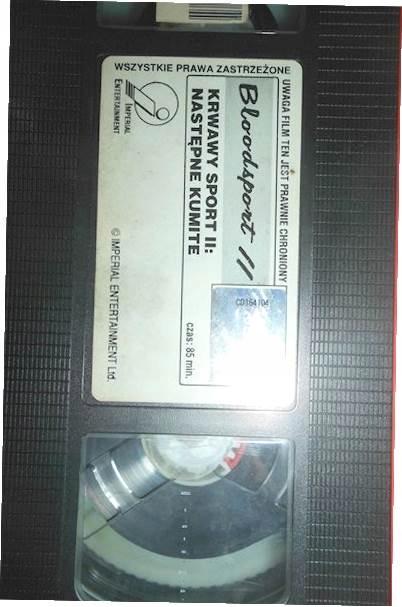 WSZYSTKIE PRAWA ZASTRZEŻONE
UWAGA FILM TEN JEST PRAWNIE CHRONIONY
IMPERIAL
ENTERTAINMENT
Bloodsport II
KRWAWY SPORT II:
NASTĘPNE KUMITE
CD164104
czas: 85 min.
© IMPERIAL ENTERTAINMENT Ltd.